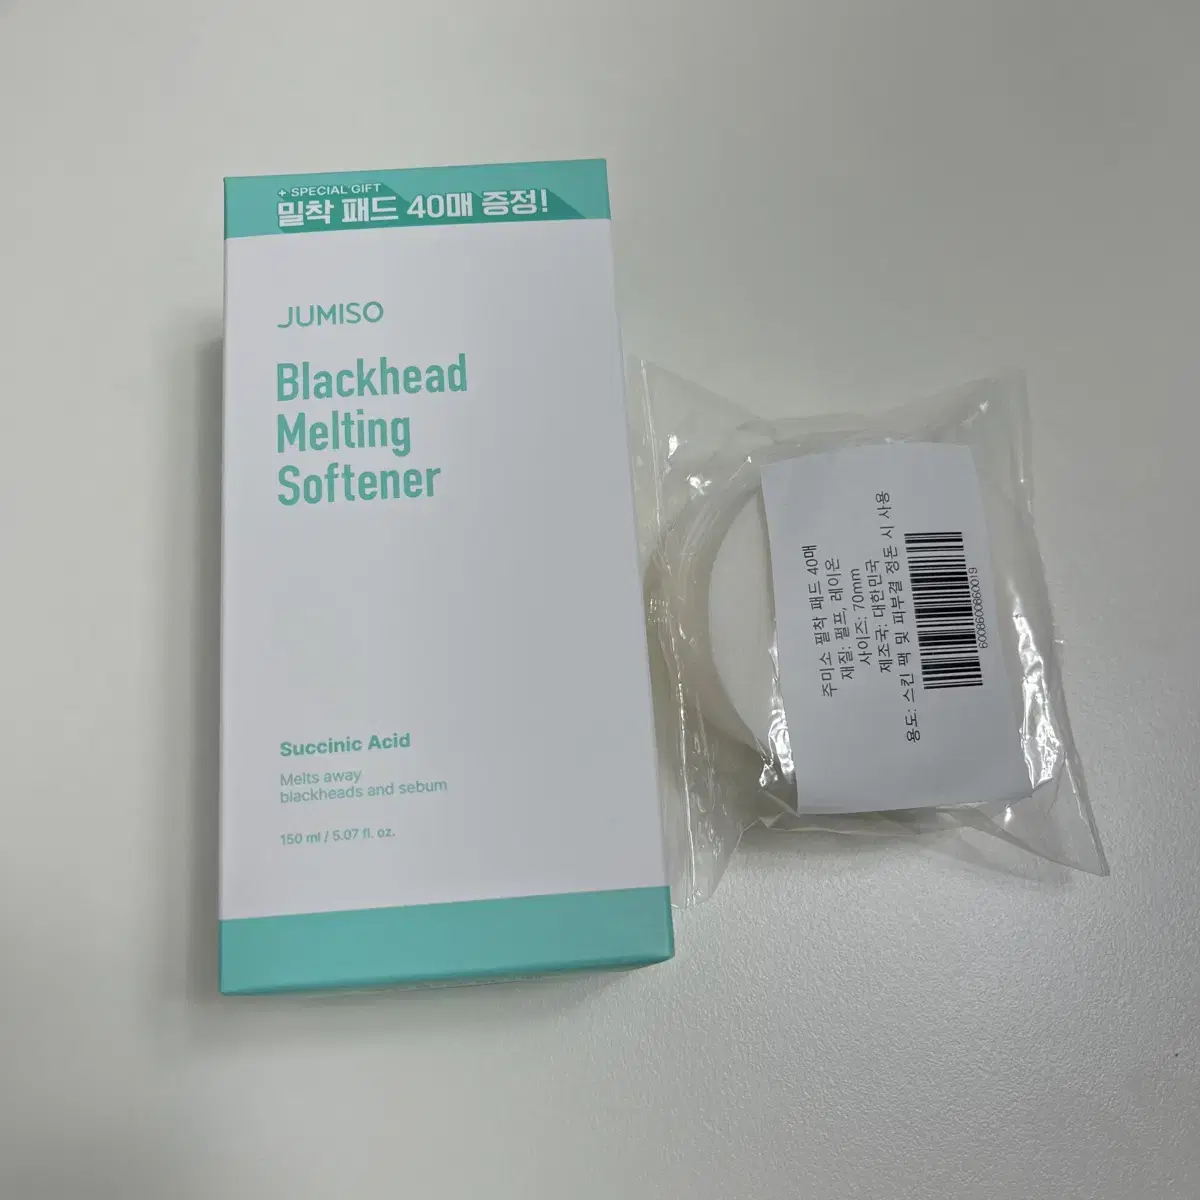 + SPECIAL GIFT
밀착 패드 40매 증정!
JUMISO
Blackhead
Melting
Softener
Succinic Acid
Melts away
blackheads and sebum
150 ml / 5.07 fl. oz.
주미소 필착 패드 40매
재질: 펄프, 레이온
사이즈: 70mm
제조국: 대한민국
용도: 스킨 팩 및 피부결 정돈 시 사용
6008600860019